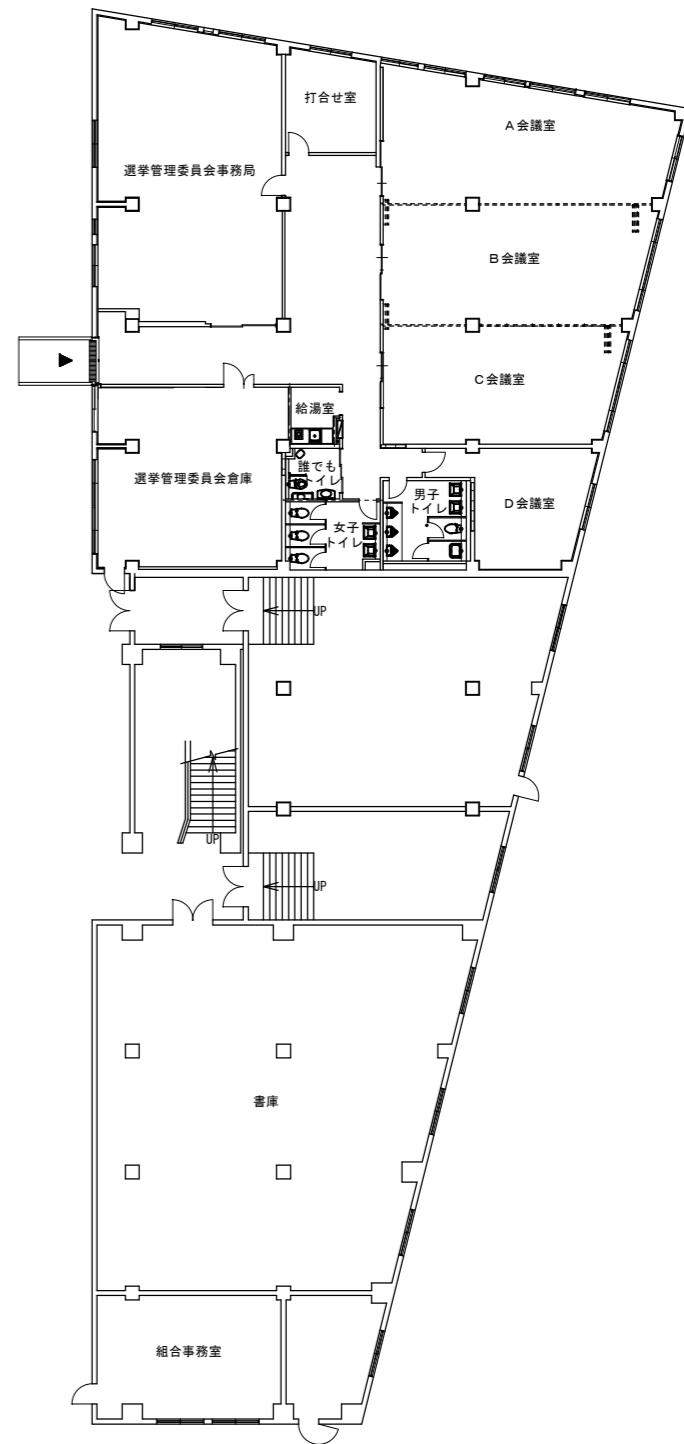 打合せ室
A会議室
選挙管理委員会事務局
B会議室
C会議室
給湯室
選挙管理委員会倉庫
誰でも
トイレ
男子
トイレ
D会議室
女子
トイレ
UP
UP
UP
書庫
組合事務室